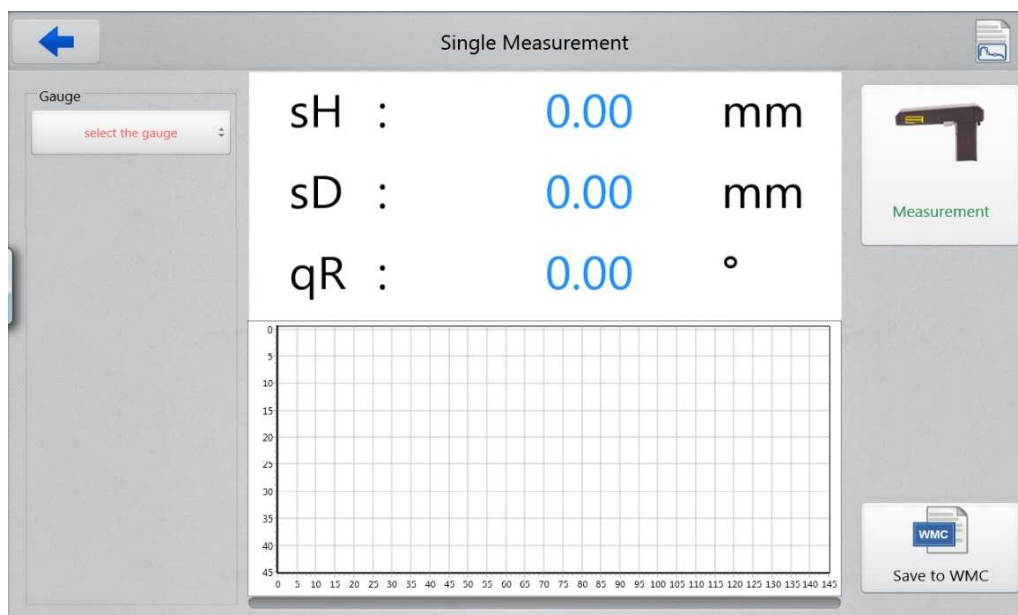 Single Measurement
Gauge
select the gauge
sH : 0.00 mm
sD : 0.00 mm
qR : 0.00 °
Measurement
0
5
10
15
20
25
30
35
40
45
0 5 10 15 20 25 30 35 40 45 50 55 60 65 70 75 80 85 90 95 100 105 110 115 120 125 130 135 140 145
WMC
Save to WMC